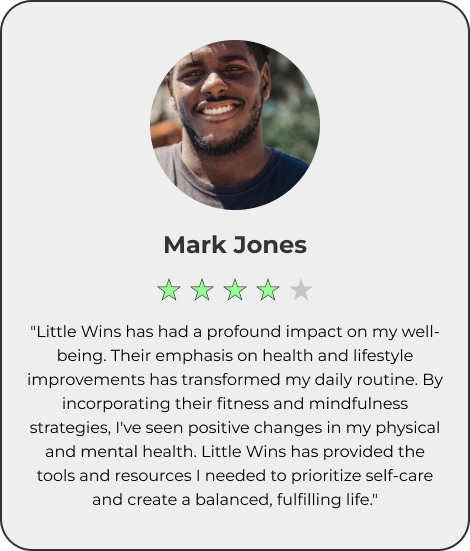 Mark Jones
"Little Wins has had a profound impact on my well-
being. Their emphasis on health and lifestyle
improvements has transformed my daily routine. By
incorporating their fitness and mindfulness
strategies, I've seen positive changes in my physical
and mental health. Little Wins has provided the
tools and resources I needed to prioritize self-care
and create a balanced, fulfilling life."